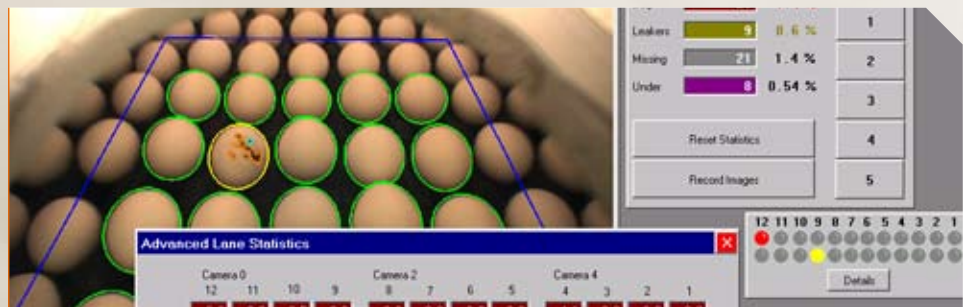 Leakers 9 0.6 %
Missing 21 1.4 %
Under 8 0.54 %
Reset Statistics
Record Images
1
2
3
4
5
12 11 10 9 8 7 6 5 4 3 2 1
Details
Advanced Lane Statistics
Camera 0 Camera 2 Camera 4
12 11 10 9 8 7 6 5 4 3 2 1